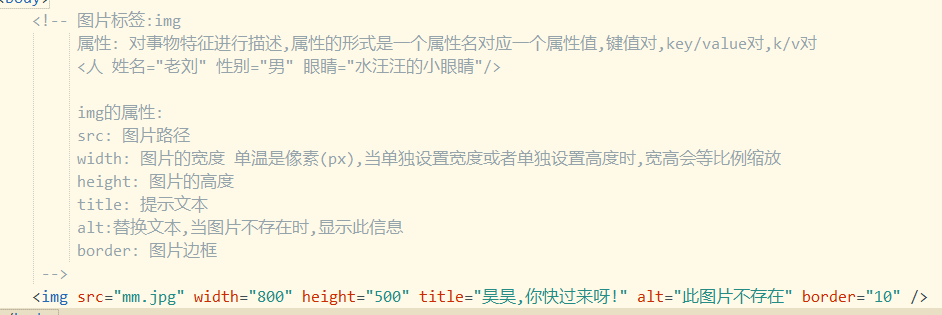 <body>
<!-- 图片标签:img
属性: 对事物特征进行描述,属性的形式是一个属性名对应一个属性值,键值对,key/value对,k/v对
<人 姓名="老刘" 性别="男" 眼睛="水汪汪的小眼睛"/>
img的属性:
src: 图片路径
width: 图片的宽度 单温是像素(px),当单独设置宽度或者单独设置高度时,宽高会等比例缩放
height: 图片的高度
title: 提示文本
alt:替换文本,当图片不存在时,显示此信息
border: 图片边框
-->
<img src="mm.jpg" width="800" height="500" title="昊昊,你快过来呀!" alt="此图片不存在" border="10" />